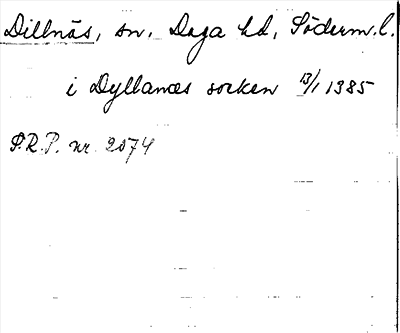 Dillnäs, sn, Daga hd, Söderm.l.
i Dyllanæs socken 13/1 1385
P.R.P. nr 2074